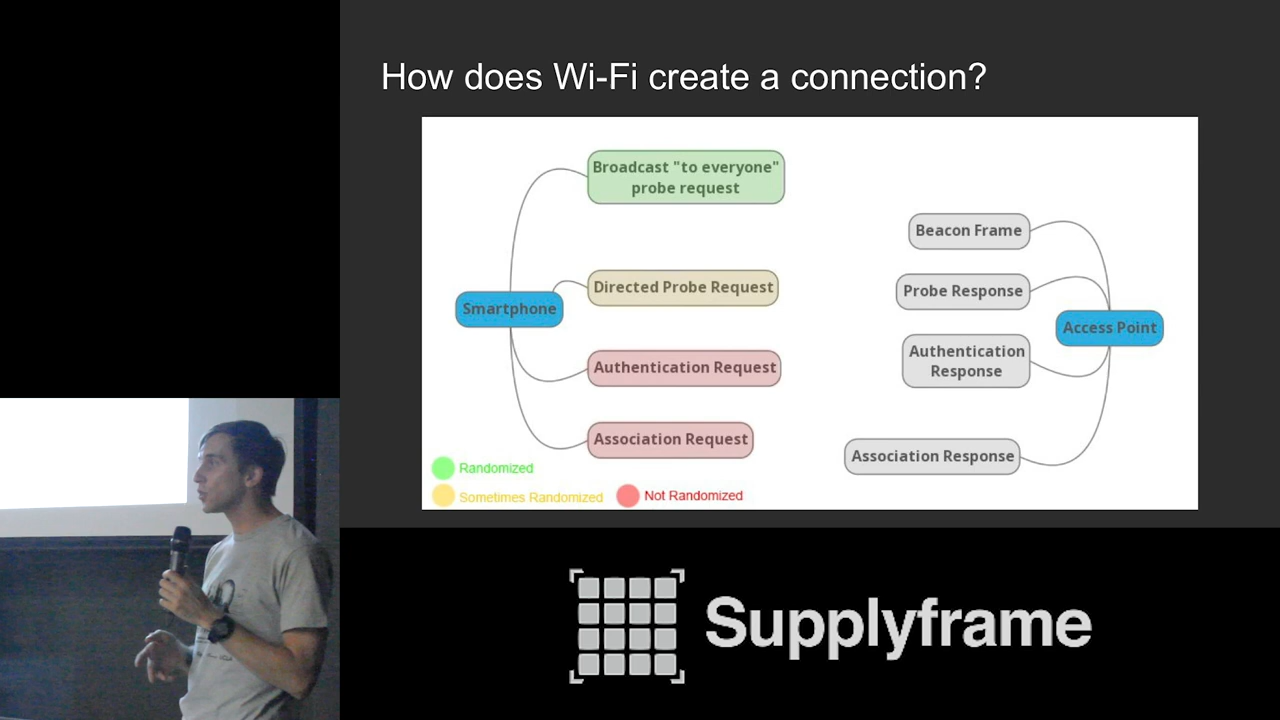 How does Wi-Fi create a connection?
Broadcast "to everyone"
probe request
Directed Probe Request
Smartphone
Authentication Request
Association Request
Beacon Frame
Probe Response
Access Point
Authentication
Response
Association Response
Randomized
Sometimes Randomized
Not Randomized
Supplyframe